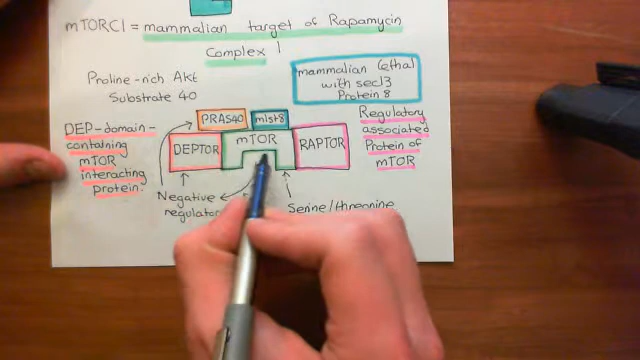 mTORC1 = mammalian target of Rapamycin
Complex 1
Proline-rich Akt
Substrate 40
mammalian lethal
with sec13
Protein 8
DEP-domain-
containing
mTOR
interacting
protein.
PRAS40
mlst8
DEPTOR
mTOR
RAPTOR
Regulatory
associated
Protein of
mTOR
Negative
Serine/threonine